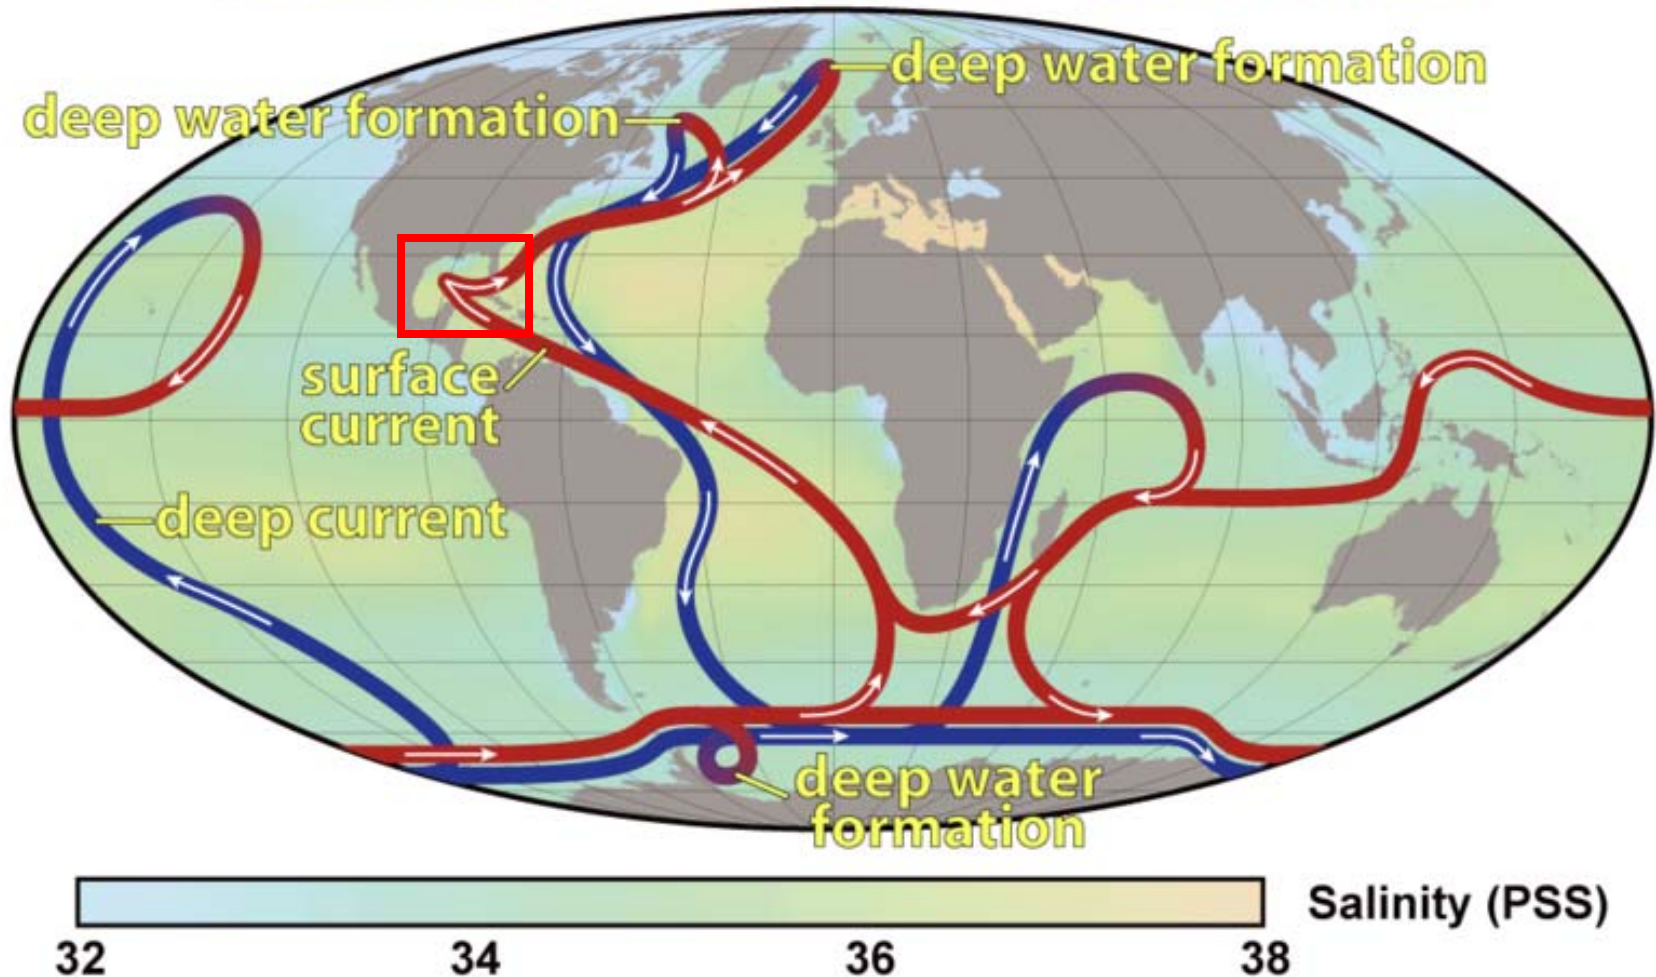 deep water formation
deep water formation
surface
current
deep current
deep water
formation
Salinity (PSS)
32 34 36 38